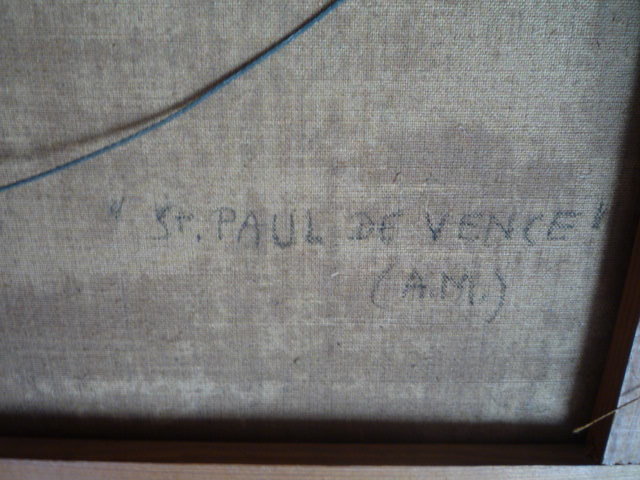 "St. PAUL DE VENCE"
(A.M.)